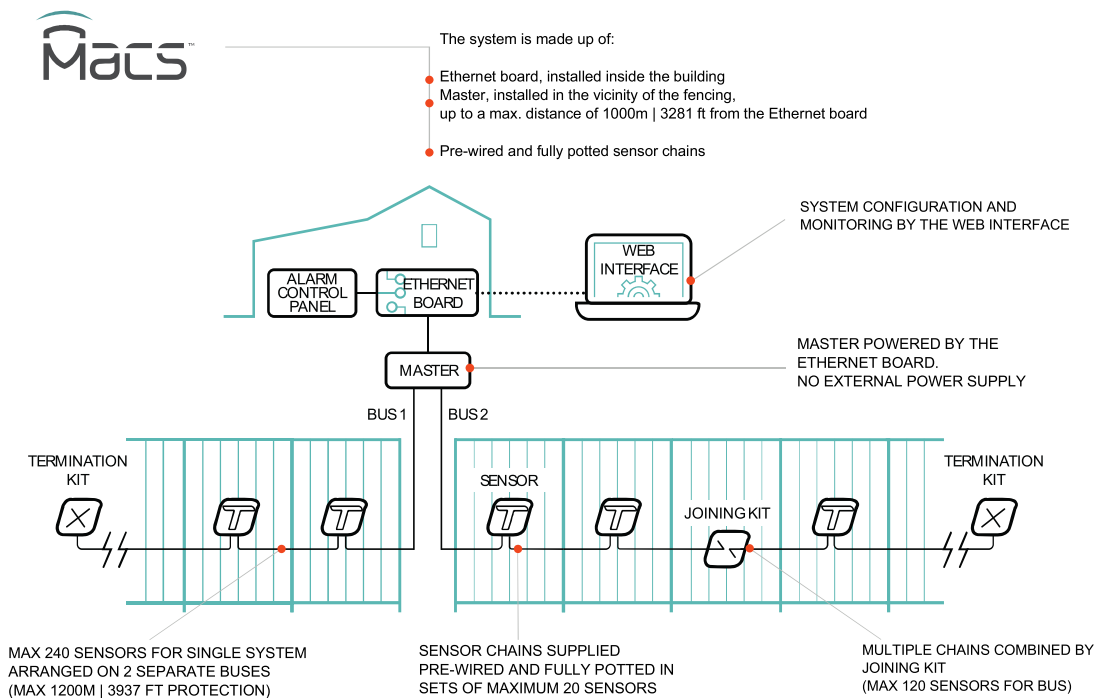 Macs™
The system is made up of:
Ethernet board, installed inside the building
Master, installed in the vicinity of the fencing,
up to a max. distance of 1000m | 3281 ft from the Ethernet board
Pre-wired and fully potted sensor chains
SYSTEM CONFIGURATION AND
MONITORING BY THE WEB INTERFACE
WEB
INTERFACE
ALARM
CONTROL
PANEL
ETHERNET
BOARD
MASTER POWERED BY THE
ETHERNET BOARD.
NO EXTERNAL POWER SUPPLY
MASTER
BUS 1
BUS 2
TERMINATION
KIT
SENSOR
JOINING KIT
TERMINATION
KIT
MAX 240 SENSORS FOR SINGLE SYSTEM
ARRANGED ON 2 SEPARATE BUSES
(MAX 1200M | 3937 FT PROTECTION)
SENSOR CHAINS SUPPLIED
PRE-WIRED AND FULLY POTTED IN
SETS OF MAXIMUM 20 SENSORS
MULTIPLE CHAINS COMBINED BY
JOINING KIT
(MAX 120 SENSORS FOR BUS)